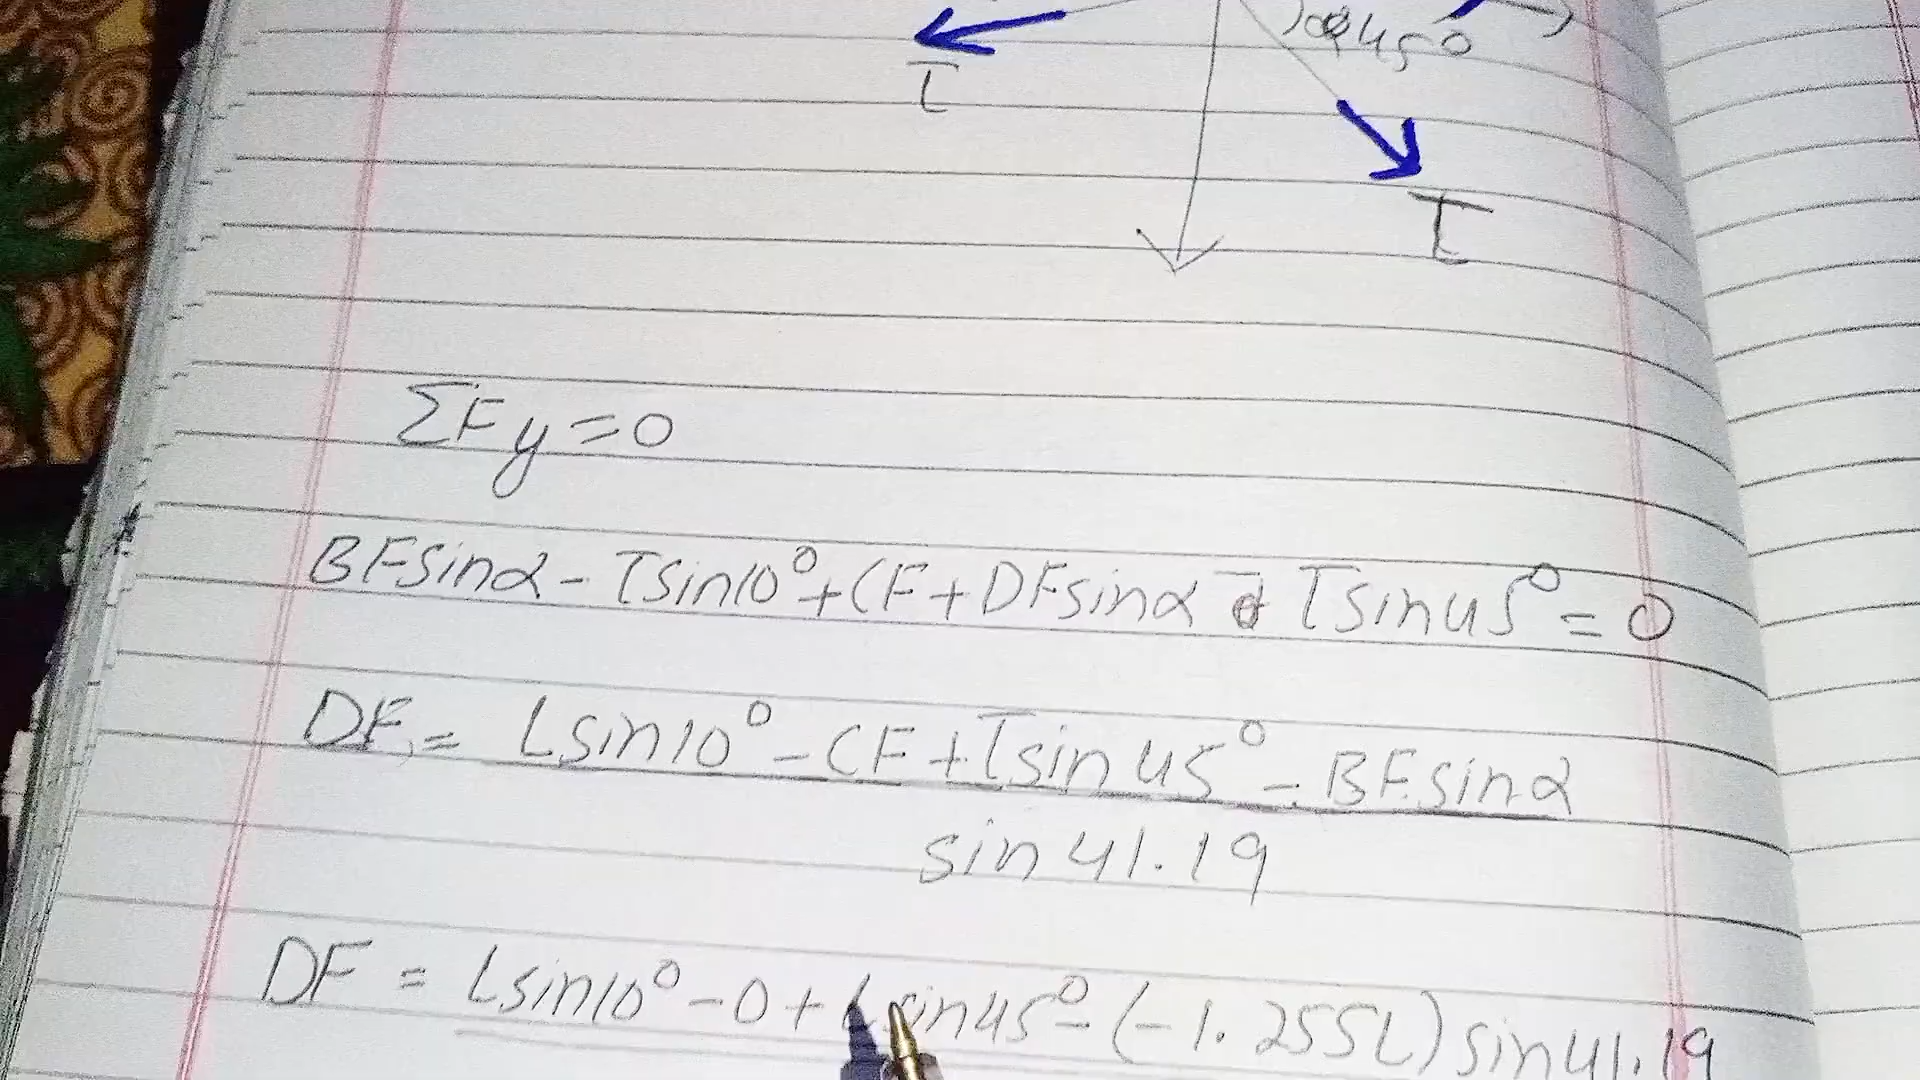 45°
T
T
ΣFy=0
BFsinα - Tsin10° + CF + DFsinα - Tsin45° = 0
DF = Lsin10° - CF + Tsin45° - BFsinα
sin41.19
DF = Lsin10° - 0 + Lsin45° - (-1.255L)sin41.19